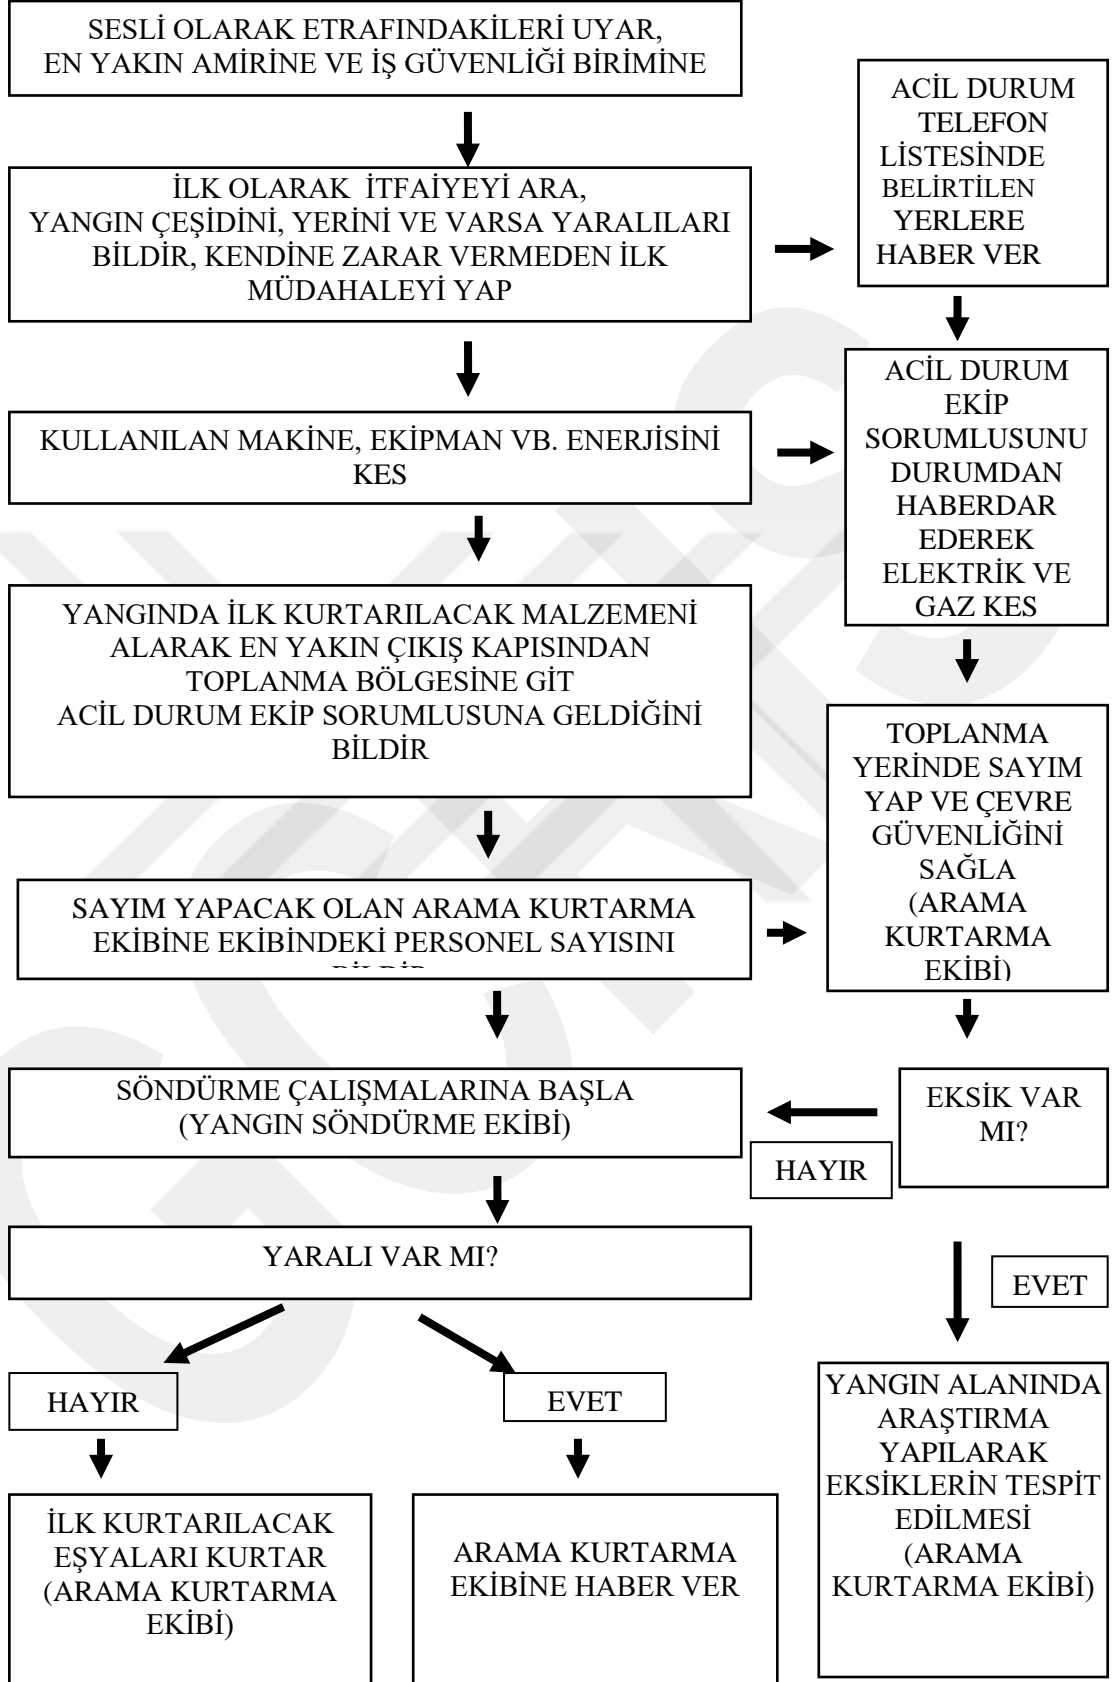 SESLİ OLARAK ETRAFINDAKİLERİ UYAR,
EN YAKIN AMİRİNE VE İŞ GÜVENLİĞİ BİRİMİNE
ACİL DURUM
TELEFON
LİSTESİNDE
BELİRTİLEN
YERLERE
HABER VER
İLK OLARAK İTFAİYEYİ ARA,
YANGIN ÇEŞİDİNİ, YERİNİ VE VARSA YARALILARI
BİLDİR, KENDİNE ZARAR VERMEDEN İLK
MÜDAHALEYİ YAP
ACİL DURUM
EKİP
SORUMLUSUNU
DURUMDAN
HABERDAR
EDEREK
ELEKTRİK VE
GAZ KES
KULLANILAN MAKİNE, EKİPMAN VB. ENERJİSİNİ
KES
YANGINDA İLK KURTARILACAK MALZEMENİ
ALARAK EN YAKIN ÇIKIŞ KAPISINDAN
TOPLANMA BÖLGESİNE GİT
ACİL DURUM EKİP SORUMLUSUNA GELDİĞİNİ
BİLDİR
TOPLANMA
YERİNDE SAYIM
YAP VE ÇEVRE
GÜVENLİĞİNİ
SAĞLA
(ARAMA
KURTARMA
EKİBİ)
SAYIM YAPACAK OLAN ARAMA KURTARMA
EKİBİNE EKİBİNDEKİ PERSONEL SAYISINI
SÖNDÜRME ÇALIŞMALARINA BAŞLA
(YANGIN SÖNDÜRME EKİBİ)
EKSİK VAR
MI?
HAYIR
YARALI VAR MI?
EVET
HAYIR
EVET
YANGIN ALANINDA
ARAŞTIRMA
YAPILARAK
EKSİKLERİN TESPİT
EDİLMESİ
(ARAMA
KURTARMA EKİBİ)
İLK KURTARILACAK
EŞYALARI KURTAR
(ARAMA KURTARMA
EKİBİ)
ARAMA KURTARMA
EKİBİNE HABER VER